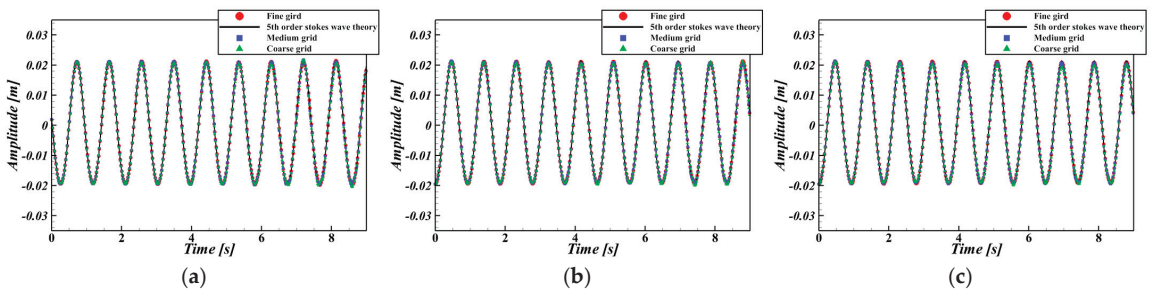 Fine gird
5th order stokes wave theory
Medium grid
Coarse grid
0.03
0.02
0.01
0
-0.01
-0.02
-0.03
Amplitude [m]
0 2 4 6 8
Time [s]
(a)
Fine gird
5th order stokes wave theory
Medium grid
Coarse grid
0.03
0.02
0.01
0
-0.01
-0.02
-0.03
Amplitude [m]
0 2 4 6 8
Time [s]
(b)
Fine gird
5th order stokes wave theory
Medium grid
Coarse grid
0.03
0.02
0.01
0
-0.01
-0.02
-0.03
Amplitude [m]
0 2 4 6 8
Time [s]
(c)